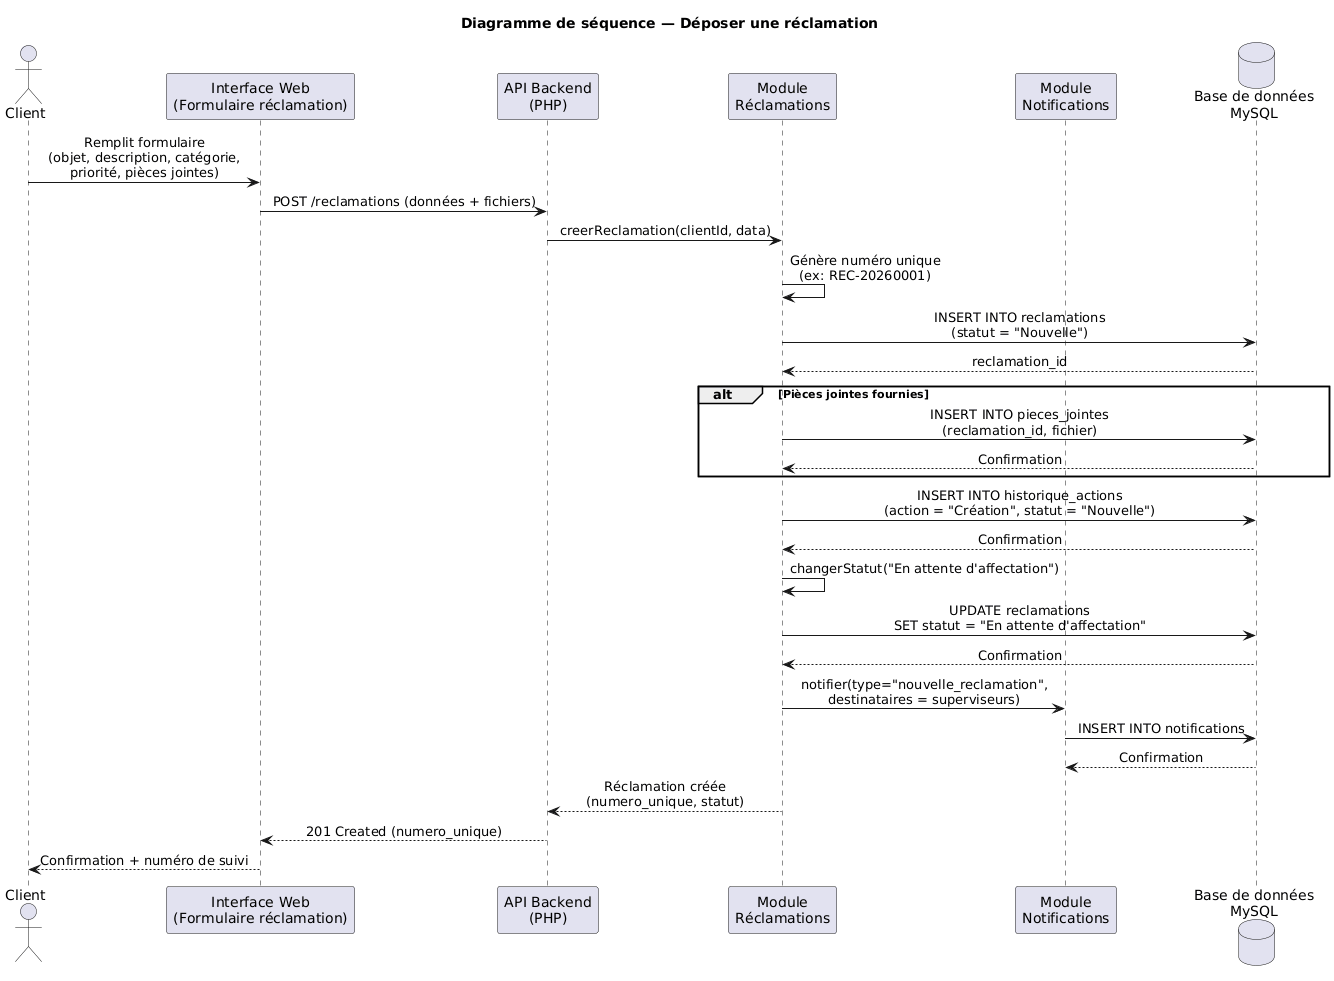 Diagramme de séquence — Déposer une réclamation
Client
Interface Web
(Formulaire réclamation)
API Backend
(PHP)
Module
Réclamations
Module
Notifications
Base de données
MySQL
Remplit formulaire
(objet, description, catégorie,
priorité, pièces jointes)
POST /reclamations (données + fichiers)
creerReclamation(clientId, data)
Génère numéro unique
(ex: REC-20260001)
INSERT INTO reclamations
(statut = "Nouvelle")
reclamation_id
alt
[Pièces jointes fournies]
INSERT INTO pieces_jointes
(reclamation_id, fichier)
Confirmation
INSERT INTO historique_actions
(action = "Création", statut = "Nouvelle")
Confirmation
changerStatut("En attente d'affectation")
UPDATE reclamations
SET statut = "En attente d'affectation"
Confirmation
notifier(type="nouvelle_reclamation",
destinataires = superviseurs)
INSERT INTO notifications
Confirmation
Réclamation créée
(numero_unique, statut)
201 Created (numero_unique)
Confirmation + numéro de suivi
Client
Interface Web
(Formulaire réclamation)
API Backend
(PHP)
Module
Réclamations
Module
Notifications
Base de données
MySQL